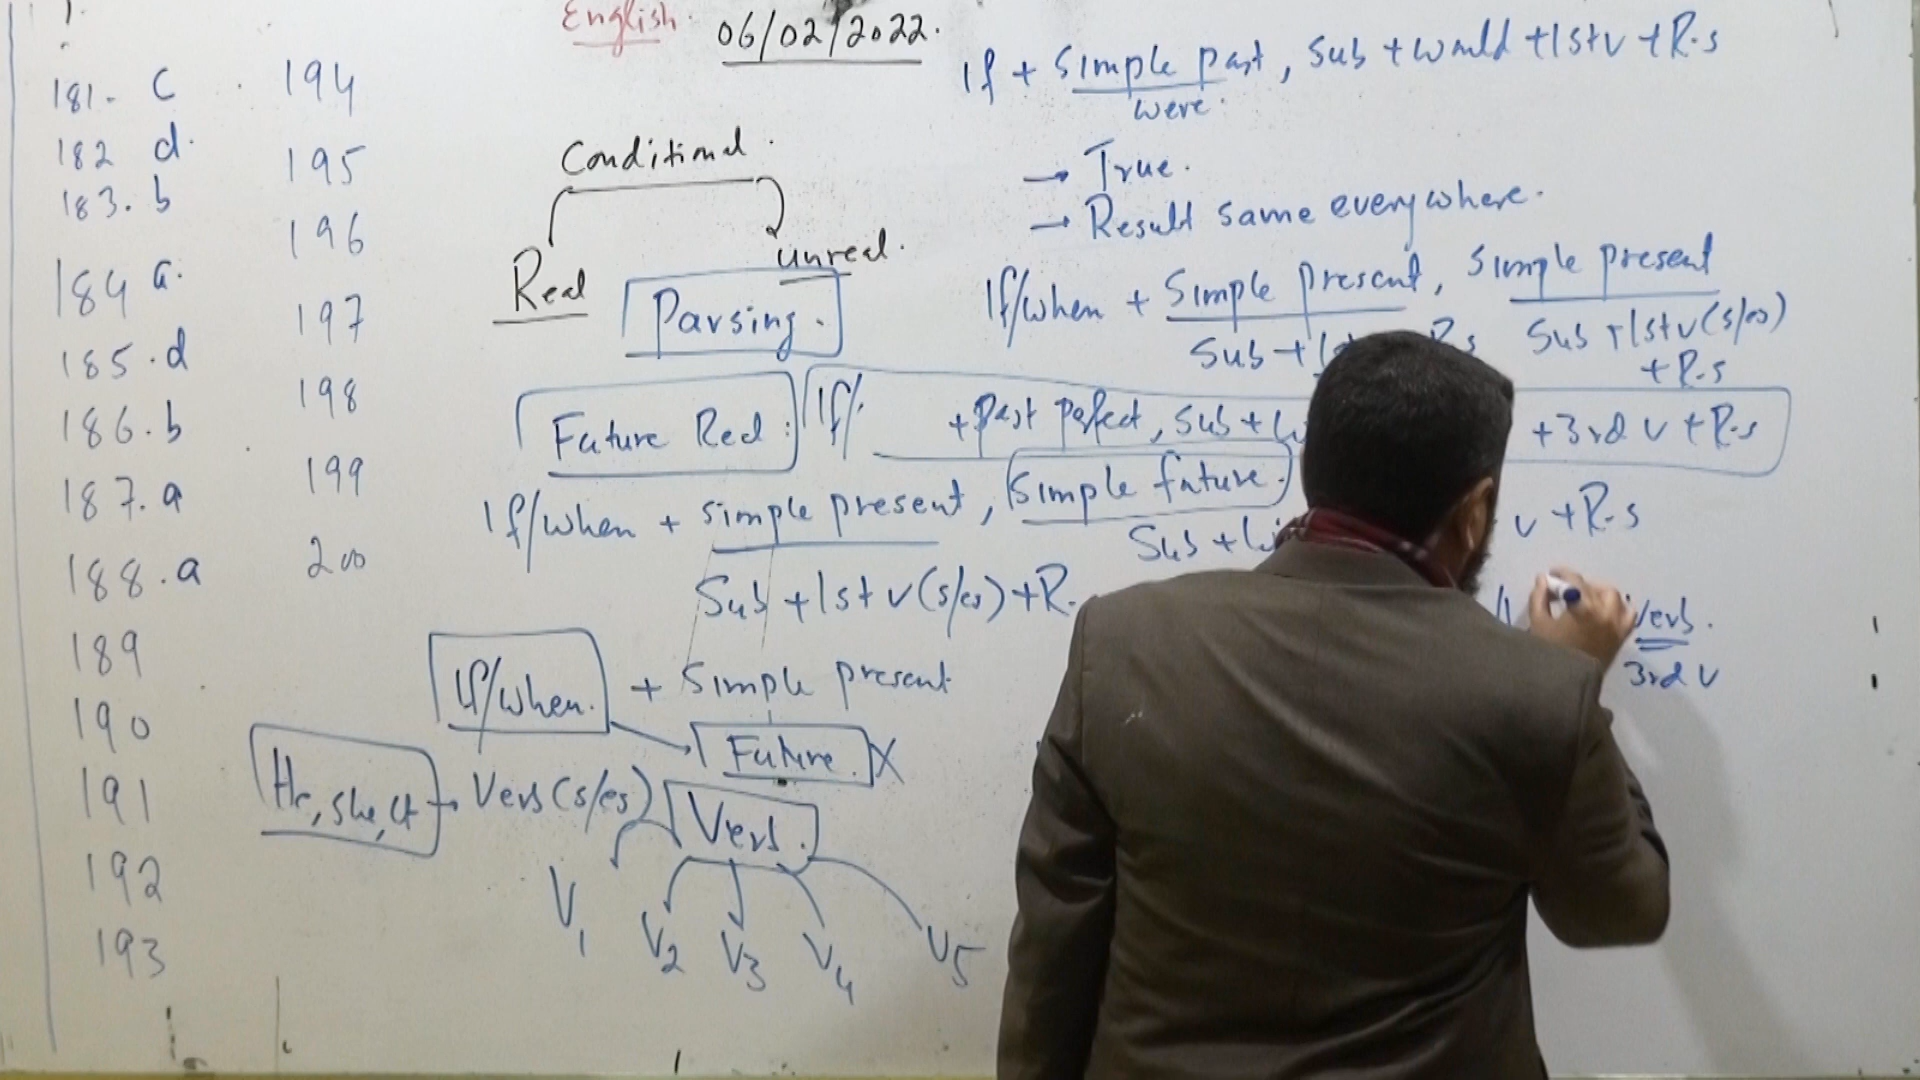 English.
06/02/2022.
181- C
182 d.
183. b
184 a.
185. d
186. b
187. a
188. a
189
190
191
192
193
194
195
196
197
198
199
200
Conditional.
Real
unreal.
Parsing.
If + Simple past, Sub + would + 1st v + R.s
were.
→ True.
→ Result same everywhere.
If/when + Simple present, Simple present
Sub + R.s
Sub + 1st v (s/es)
+ R.s
Future Real:
If/ + Past perfect, Sub + + 3rd v + R.s
If/when + simple present, Simple future.
Sub + v + R.s
Sub + 1st v (s/es) + R.
Verb.
3rd v
If/when. + Simple present
Future. X
He, She, it → Verb (s/es)
Verb.
V1
V2
V3
V4
V5